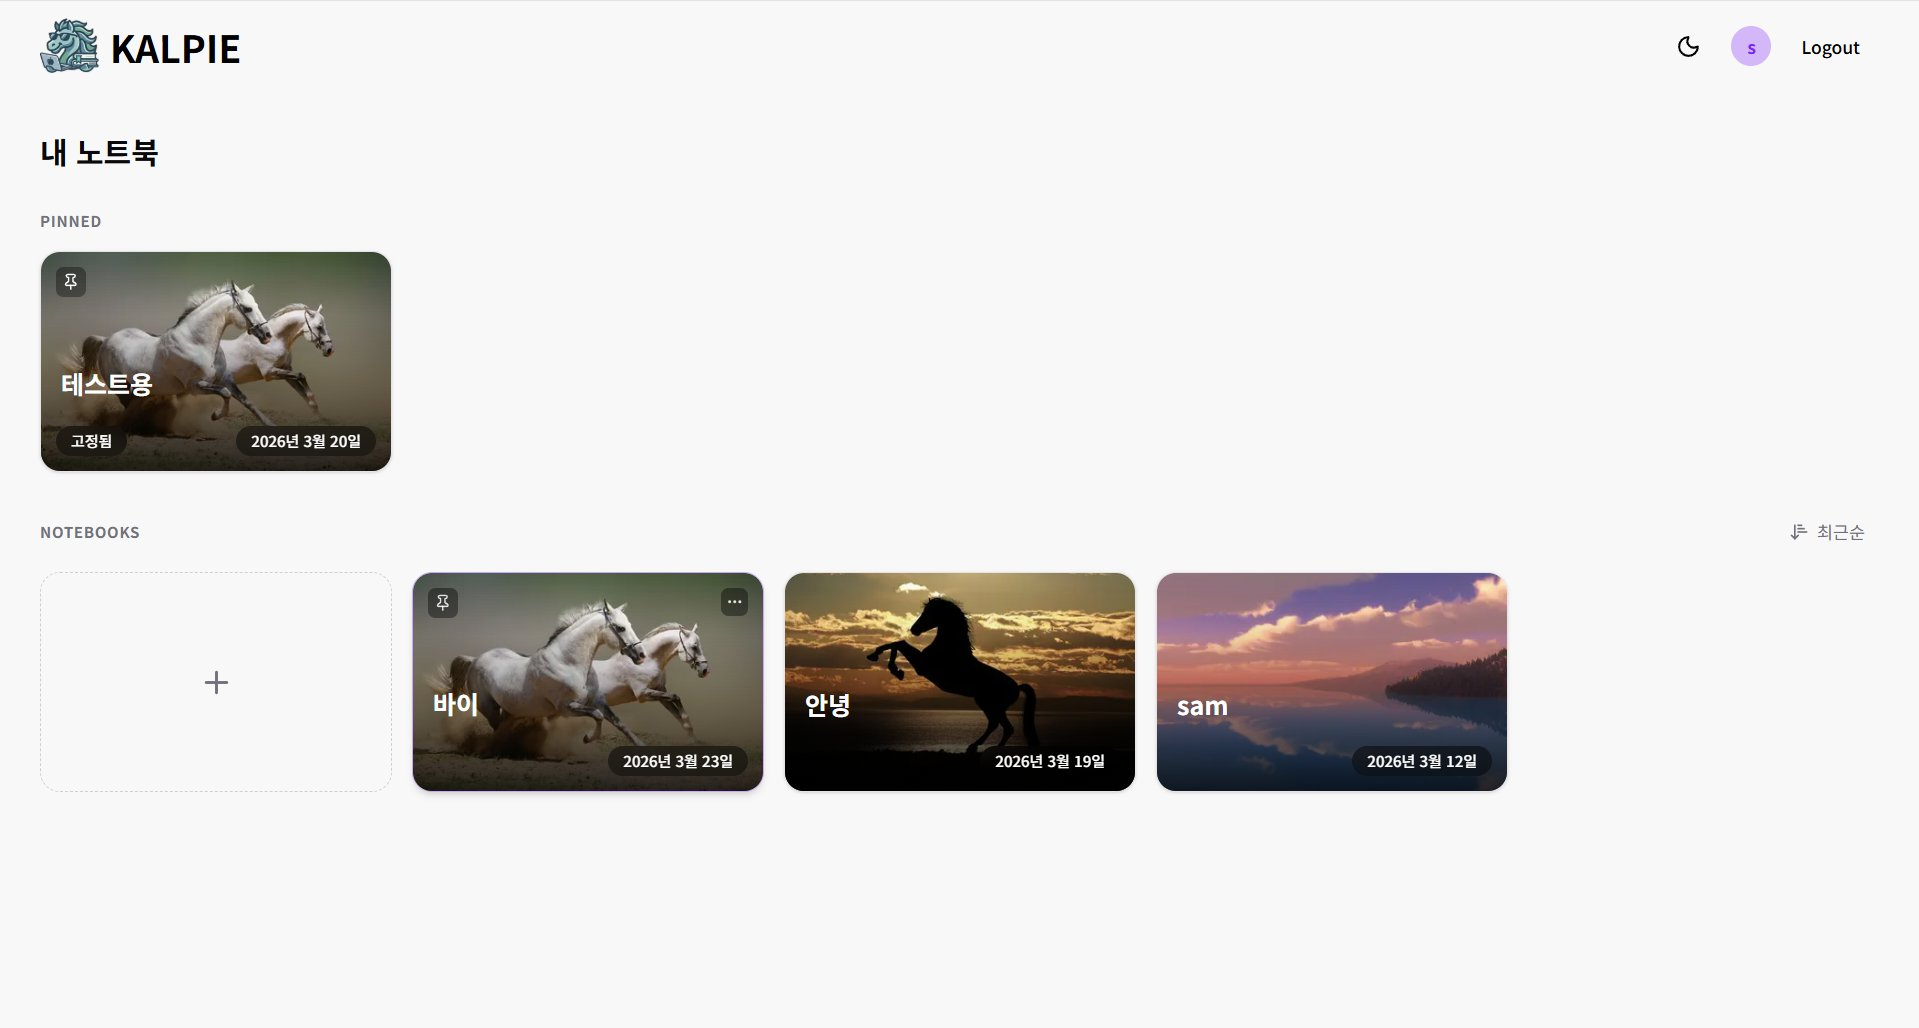 KALPIE
s
Logout
내 노트북
PINNED
테스트용
고정됨
2026년 3월 20일
NOTEBOOKS
최근순
바이
2026년 3월 23일
안녕
2026년 3월 19일
sam
2026년 3월 12일